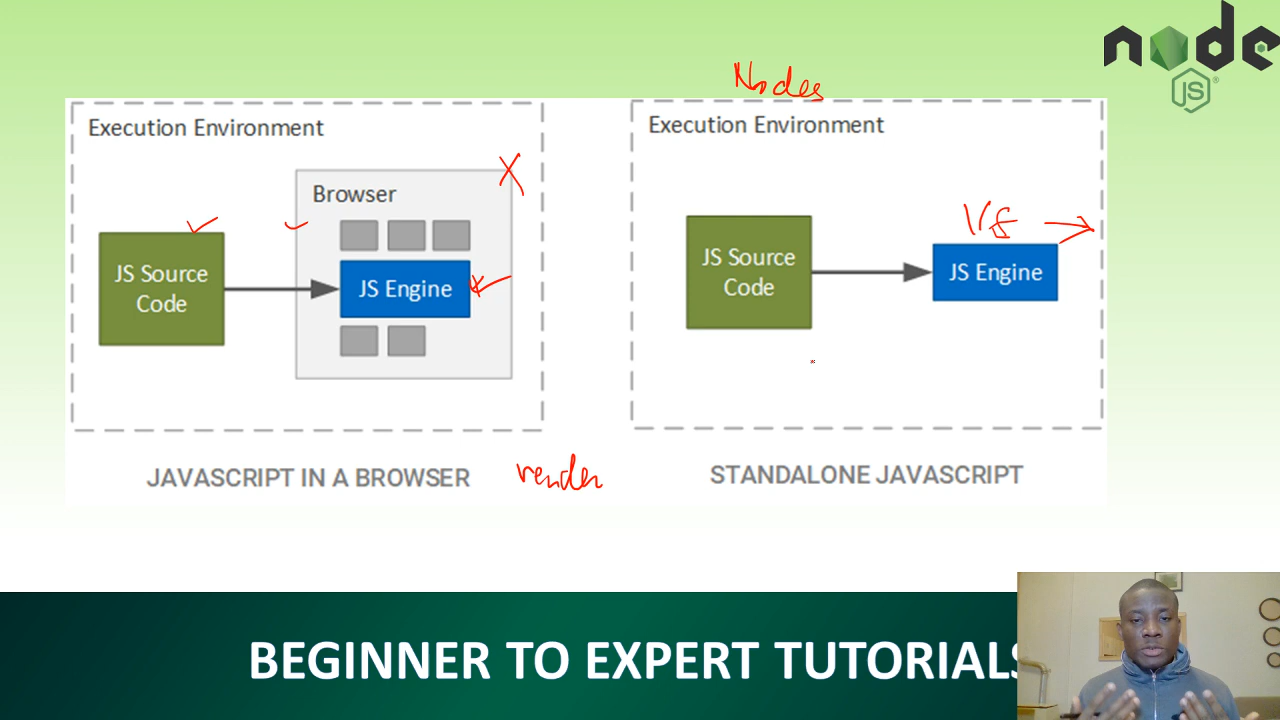 node
JS
Nodes
Execution Environment
Browser
JS Source
Code
JS Engine
JAVASCRIPT IN A BROWSER
render
Execution Environment
JS Source
Code
JS Engine
STANDALONE JAVASCRIPT
BEGINNER TO EXPERT TUTORIALS